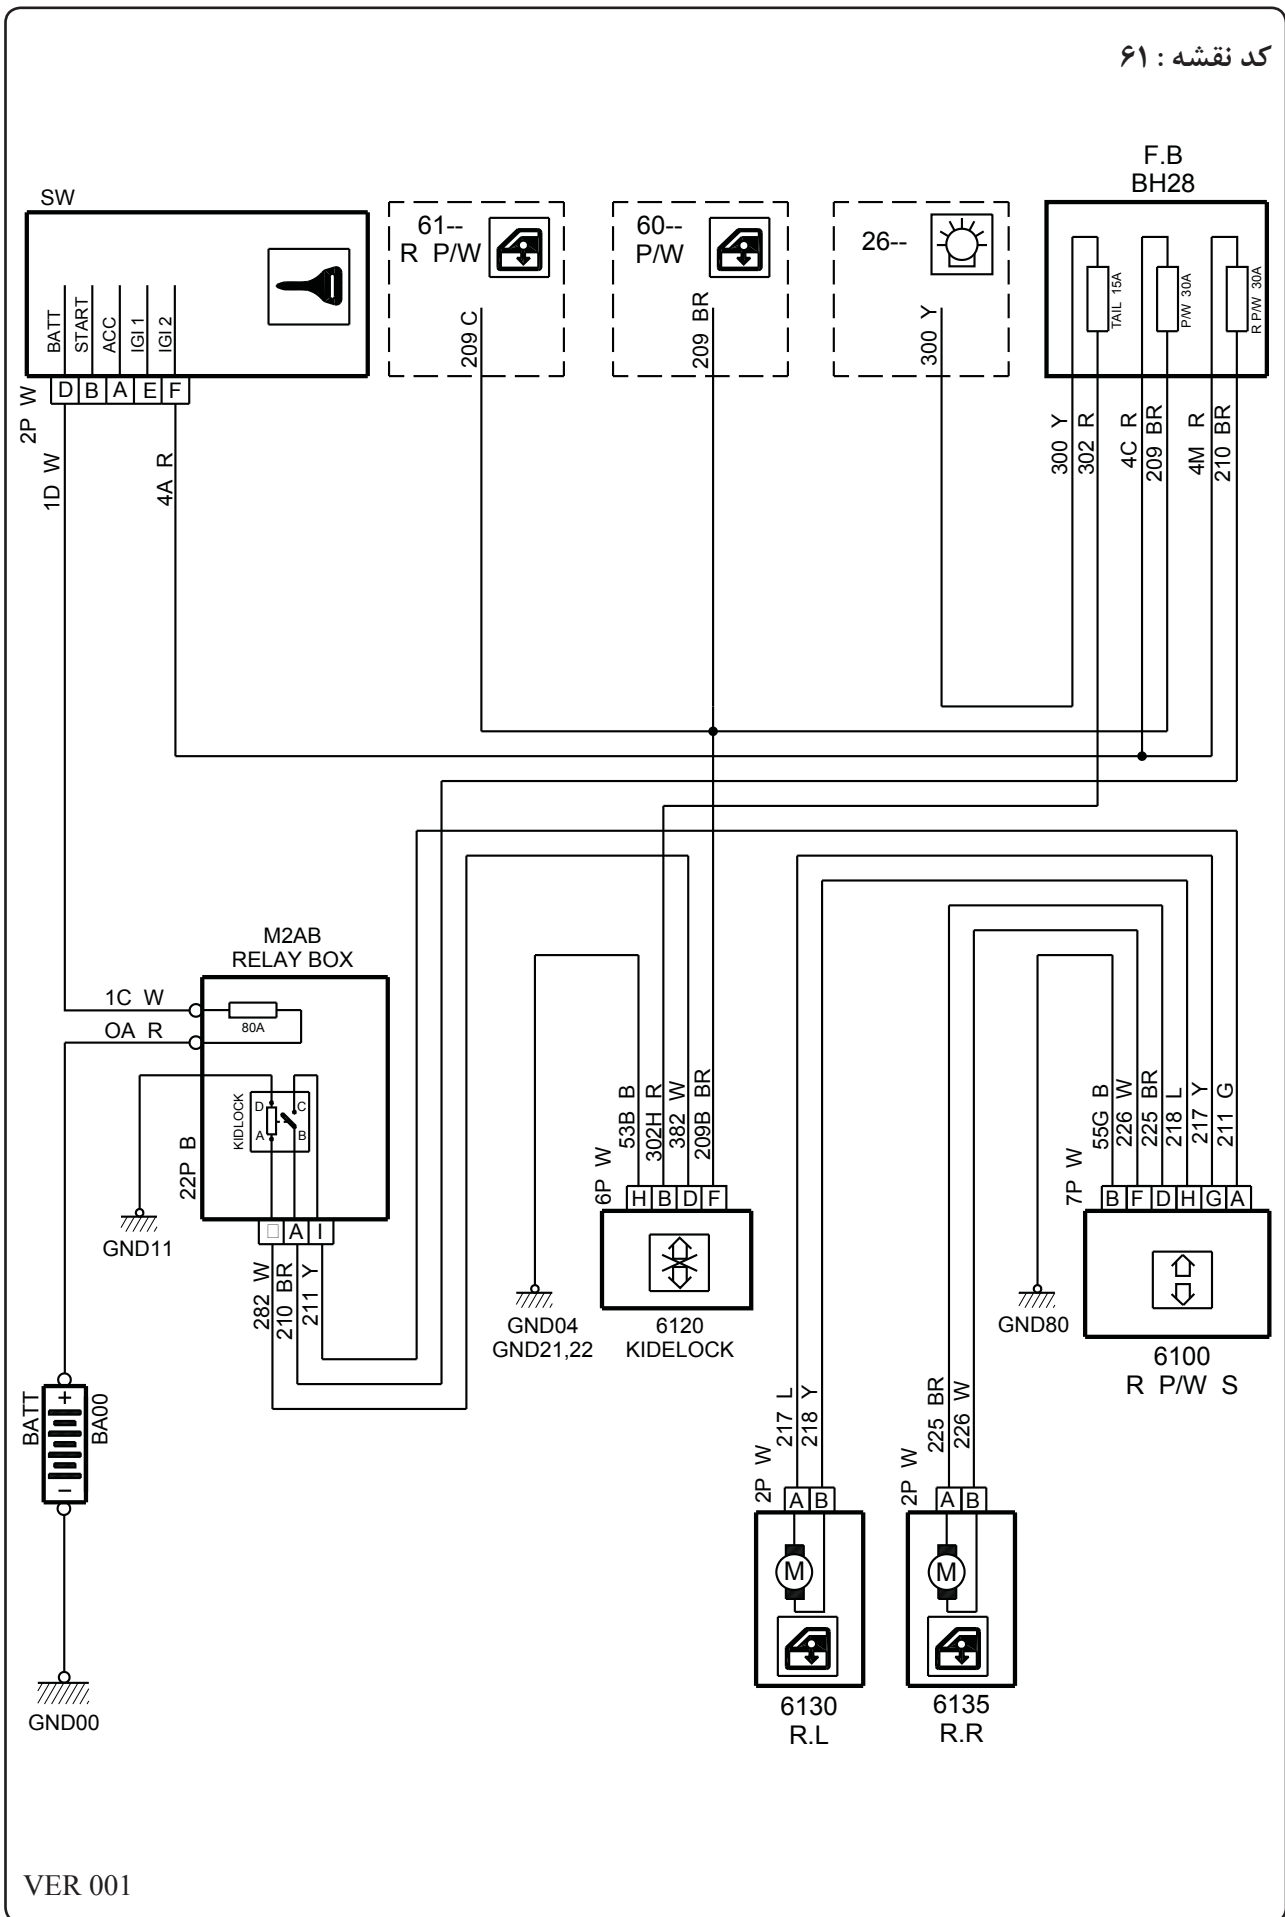 کد نقشه : ۶۱
SW
BATT
START
ACC
IGI 1
IGI 2
D B A E F
2P W
1D W
4A R
61--
R P/W
209 C
60--
P/W
209 BR
26--
300 Y
F.B
BH28
TAIL 15A
P/W 30A
R P/W 30A
300 Y
302 R
4C R
209 BR
4M R
210 BR
M2AB
RELAY BOX
1C W
OA R
80A
KIDLOCK
D C
A B
22P B
GND11
A I
282 W
210 BR
211 Y
53B B
302H R
382 W
209B BR
6P W
H B D F
GND04
GND21,22
6120
KIDELOCK
55G B
226 W
225 BR
218 L
217 Y
211 G
7P W
B F D H G A
GND80
6100
R P/W S
BATT
+
−
BA00
GND00
217 L
218 Y
2P W
A B
M
6130
R.L
225 BR
226 W
2P W
A B
M
6135
R.R
VER 001